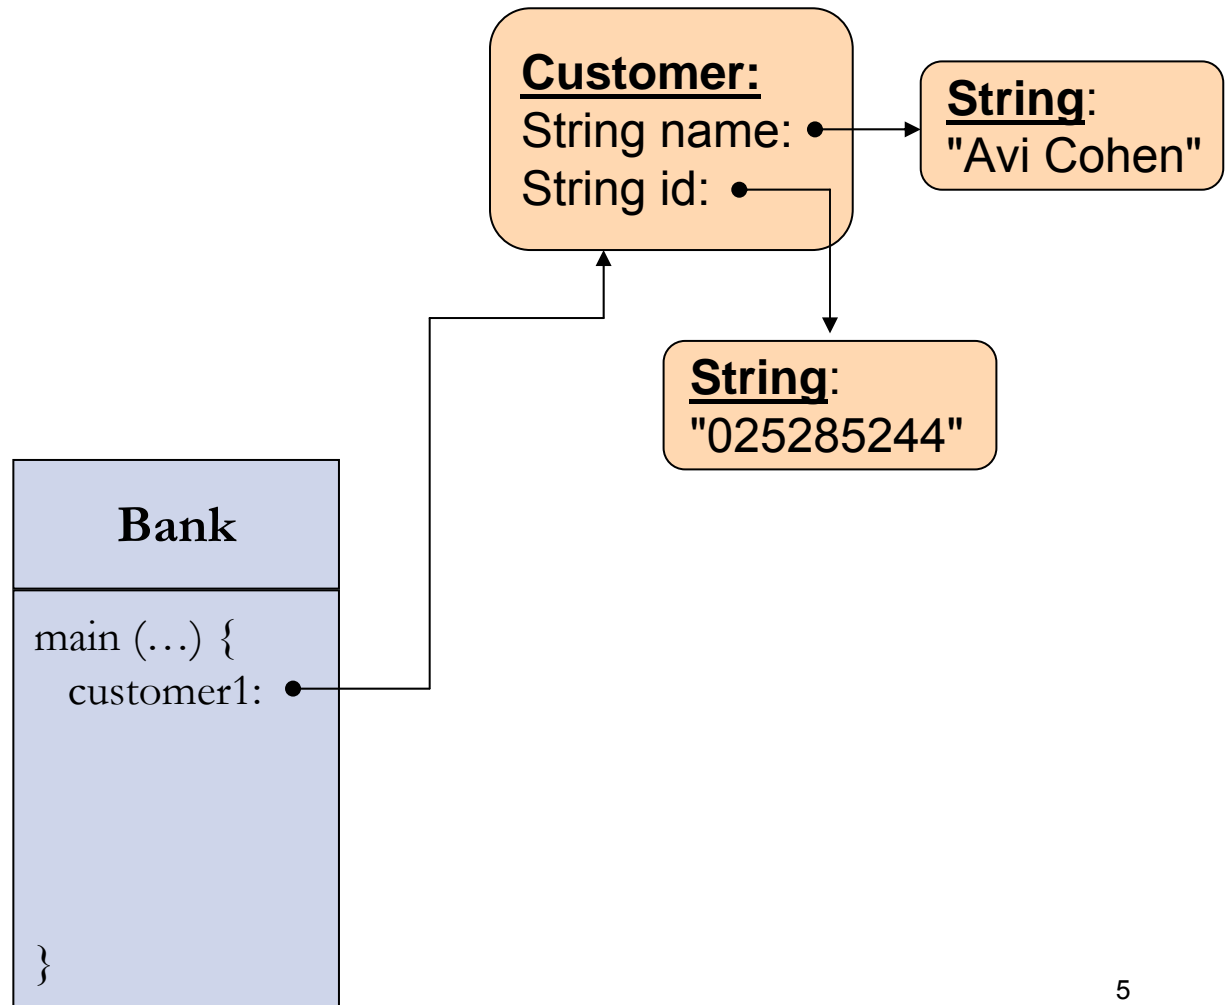 Customer:
String name:
String id:
String:
"Avi Cohen"
String:
"025285244"
Bank
main (…) {
customer1:
}
5